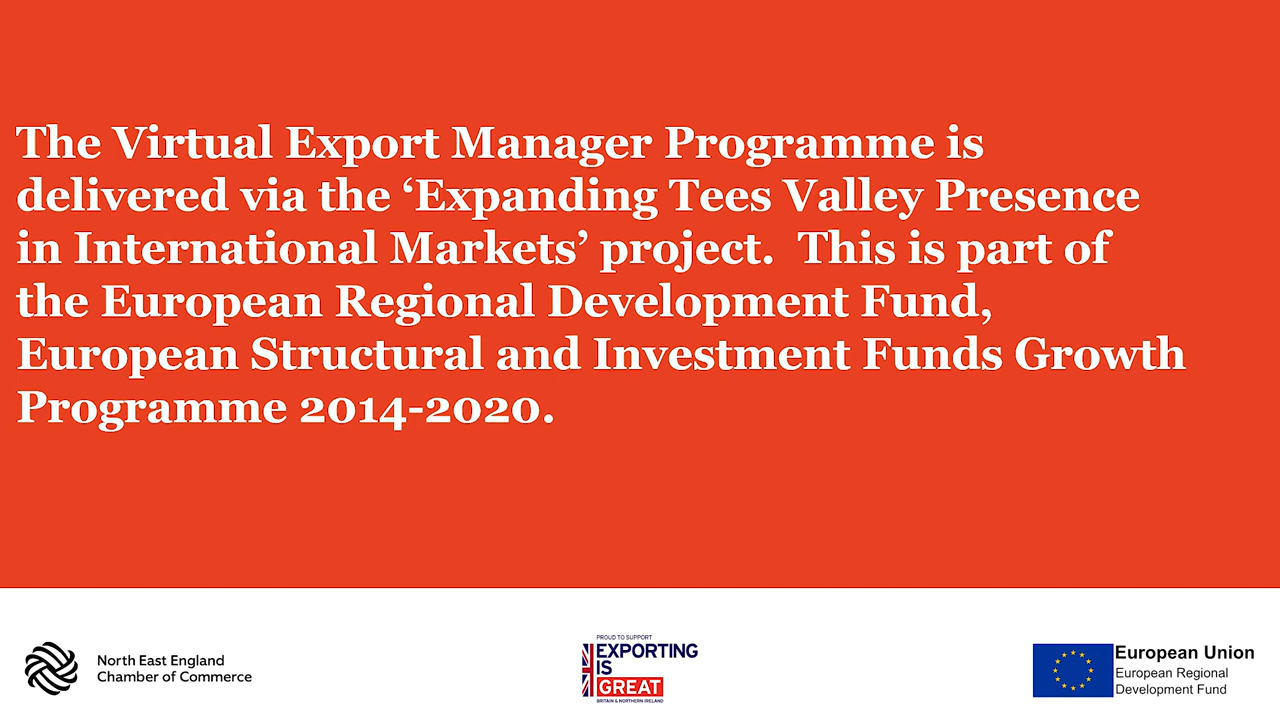 The Virtual Export Manager Programme is
delivered via the ‘Expanding Tees Valley Presence
in International Markets’ project.  This is part of
the European Regional Development Fund,
European Structural and Investment Funds Growth
Programme 2014-2020.
North East England
Chamber of Commerce
PROUD TO SUPPORT
EXPORTING
IS
GREAT
BRITAIN & NORTHERN IRELAND
European Union
European Regional
Development Fund